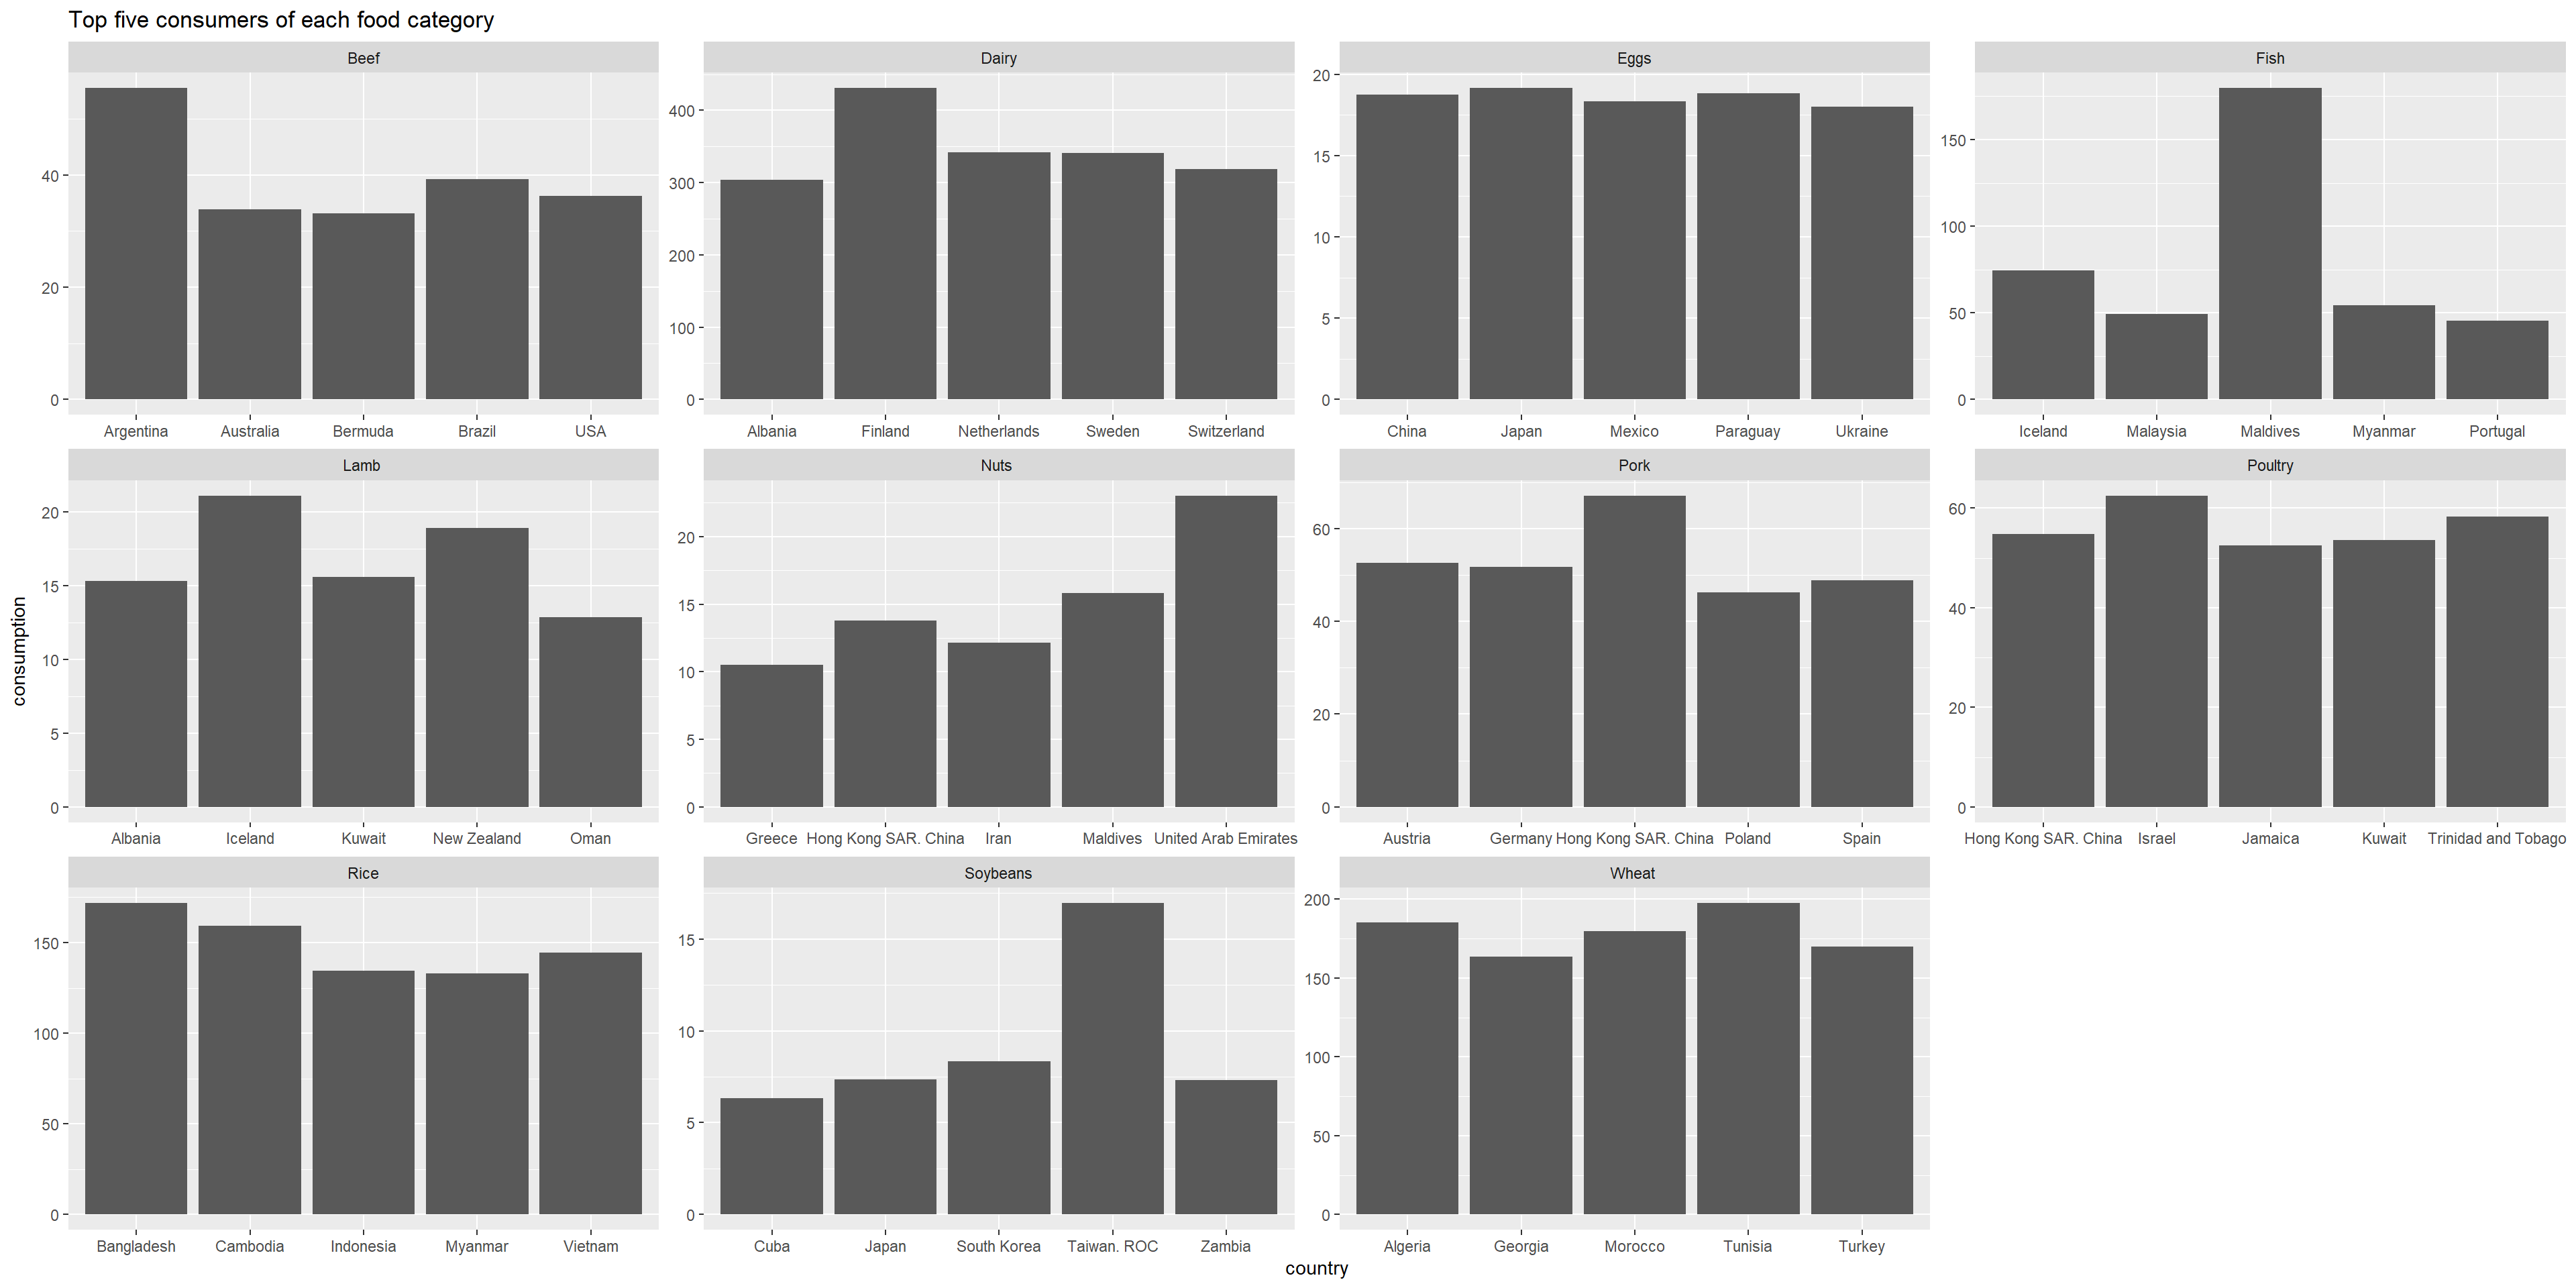 Top five consumers of each food category
Beef
Dairy
Eggs
Fish
40
20
0
400
300
200
100
0
20
15
10
5
0
150
100
50
0
Argentina Australia Bermuda Brazil USA
Albania Finland Netherlands Sweden Switzerland
China Japan Mexico Paraguay Ukraine
Iceland Malaysia Maldives Myanmar Portugal
Lamb
Nuts
Pork
Poultry
consumption
20
15
10
5
0
20
15
10
5
0
60
40
20
0
60
40
20
0
Albania Iceland Kuwait New Zealand Oman
Greece Hong Kong SAR. China Iran Maldives United Arab Emirates
Austria Germany Hong Kong SAR. China Poland Spain
Hong Kong SAR. China Israel Jamaica Kuwait Trinidad and Tobago
Rice
Soybeans
Wheat
150
100
50
0
15
10
5
0
200
150
100
50
0
Bangladesh Cambodia Indonesia Myanmar Vietnam
Cuba Japan South Korea Taiwan. ROC Zambia
Algeria Georgia Morocco Tunisia Turkey
country